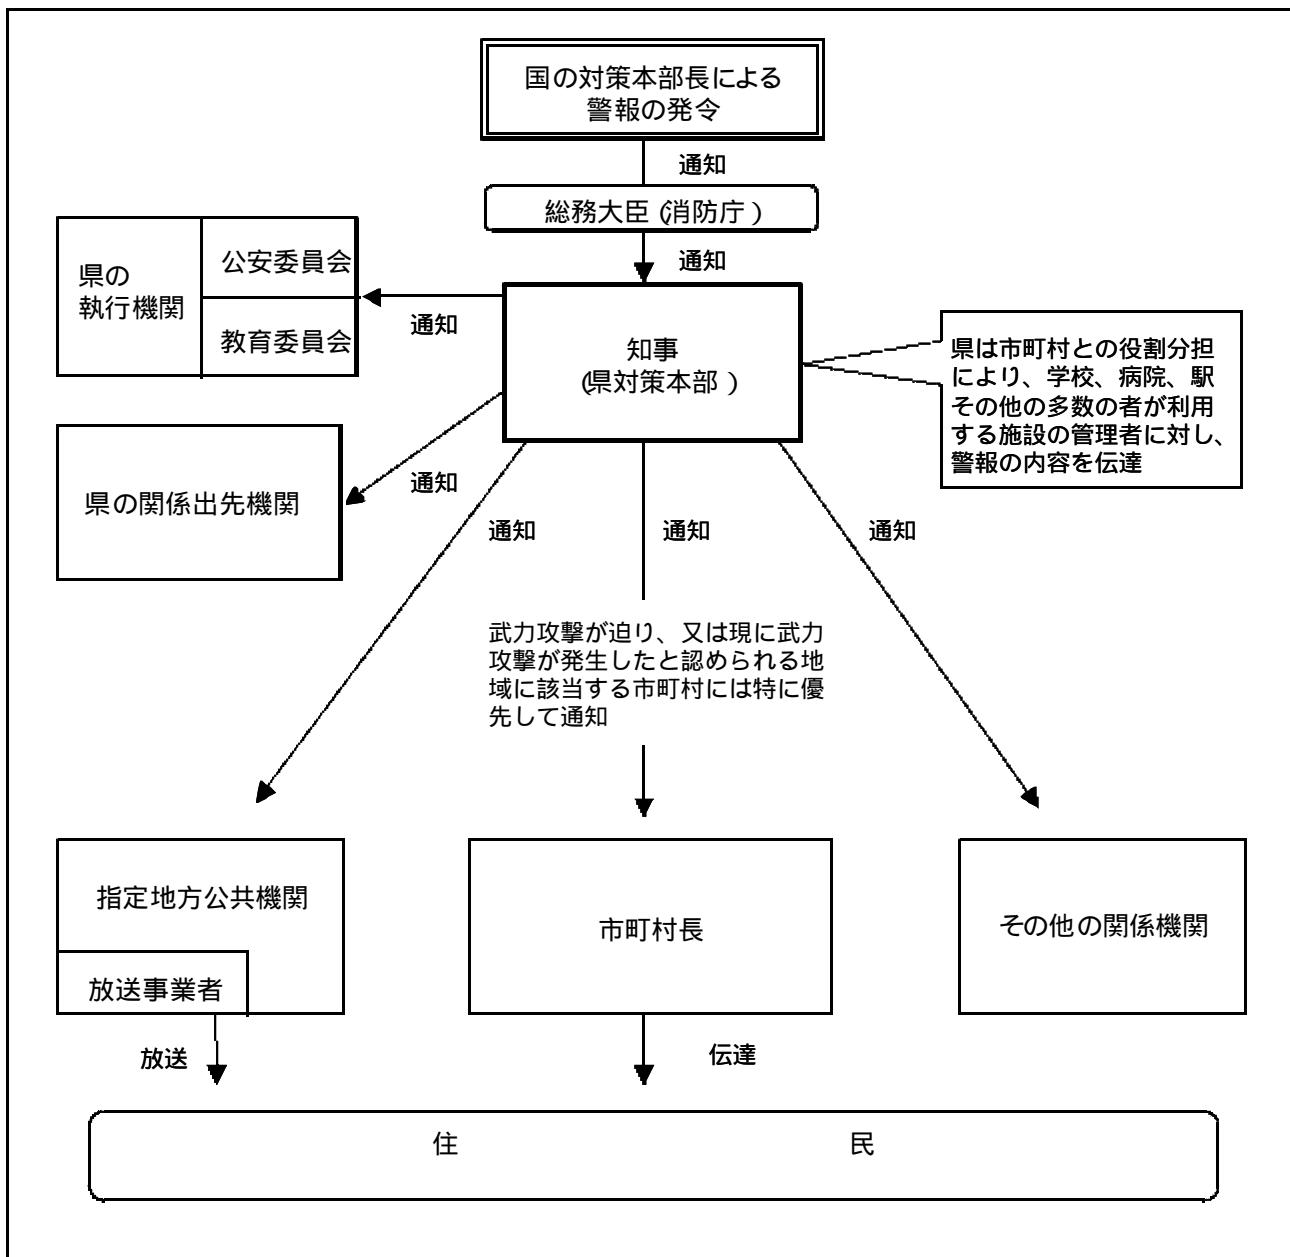 国の対策本部長による
警報の発令
通知
総務大臣（消防庁）
通知
県の
執行機関
公安委員会
教育委員会
通知
知事
（県対策本部）
県は市町村との役割分担
により、学校、病院、駅
その他の多数の者が利用
する施設の管理者に対し、
警報の内容を伝達
県の関係出先機関
通知
通知
通知
通知
武力攻撃が迫り、又は現に武力
攻撃が発生したと認められる地
域に該当する市町村には特に優
先して通知
指定地方公共機関
放送事業者
市町村長
その他の関係機関
放送
伝達
住民